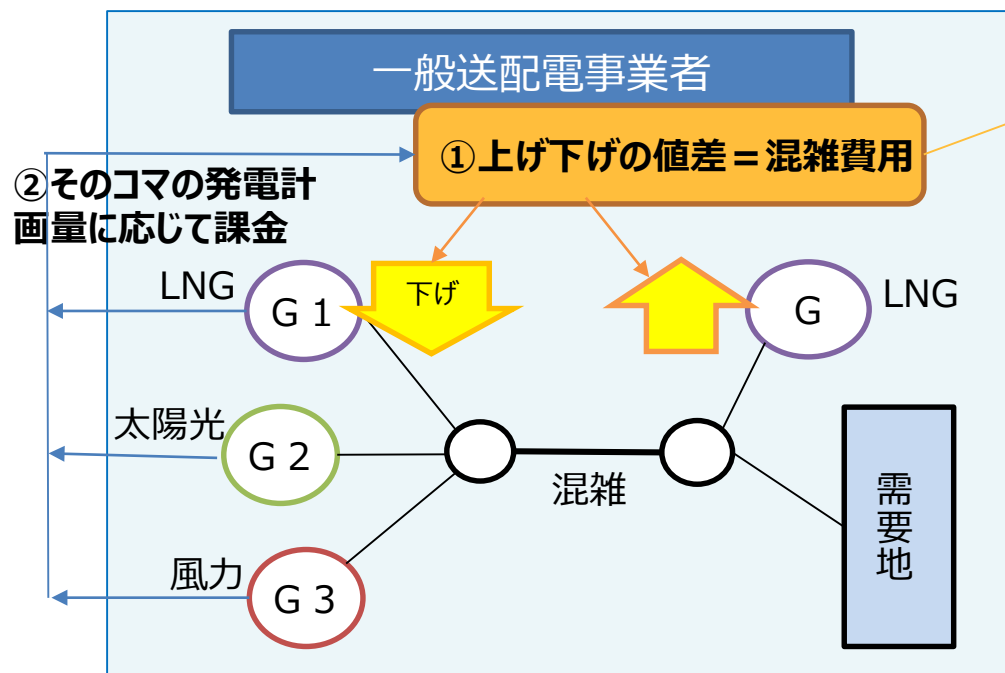 一般送配電事業者
①上げ下げの値差＝混雑費用
②そのコマの発電計
画量に応じて課金
LNG
G 1
下げ
G
LNG
太陽光
G 2
混雑
需要地
風力
G 3